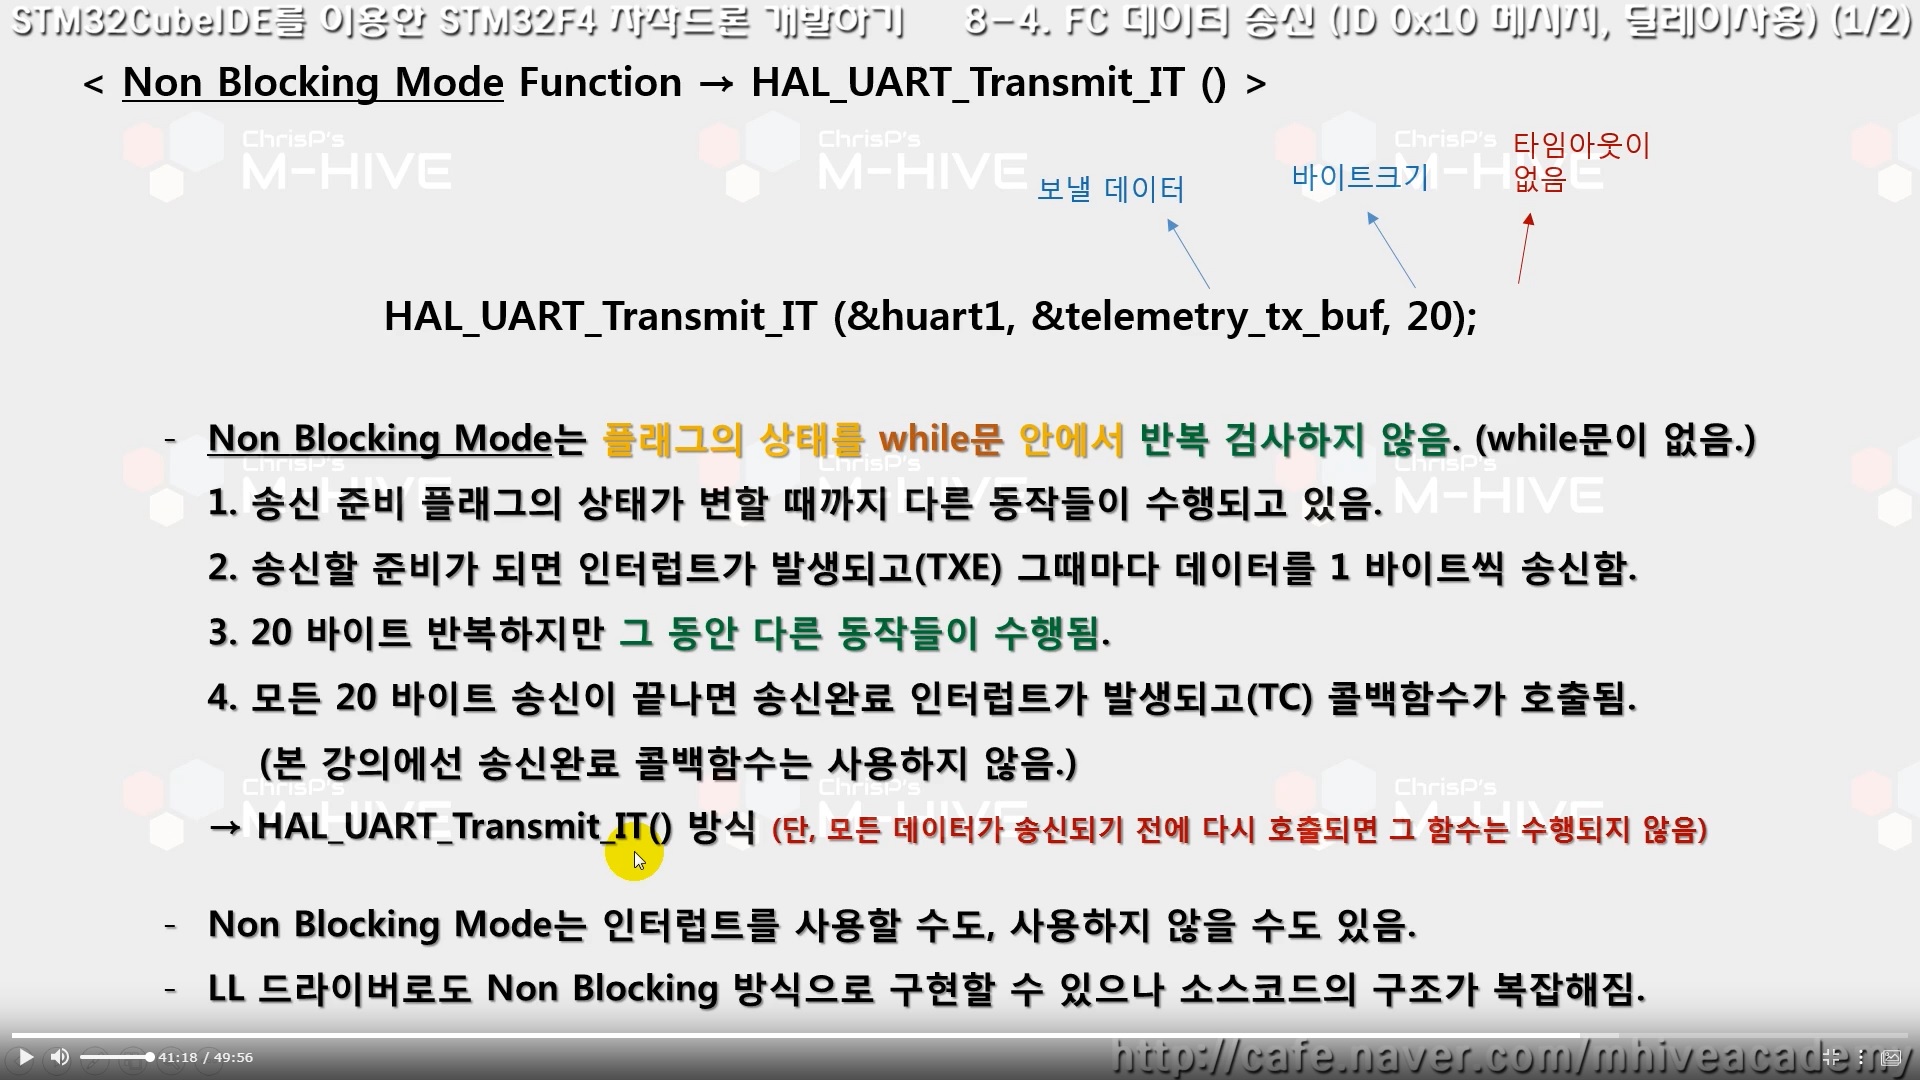 STM32CubeIDE를 이용한 STM32F4 자작드론 개발하기 8-4. FC 데이터 송신 (ID 0x10 메시지, 딜레이사용) (1/2)
< Non Blocking Mode Function → HAL_UART_Transmit_IT () >
ChrisP's M-HIVE ChrisP's M-HIVE ChrisP's M-HIVE
타임아웃이
없음
보낼 데이터 바이트크기
HAL_UART_Transmit_IT (&huart1, &telemetry_tx_buf, 20);
- Non Blocking Mode는 플래그의 상태를 while문 안에서 반복 검사하지 않음. (while문이 없음.)
1. 송신 준비 플래그의 상태가 변할 때까지 다른 동작들이 수행되고 있음.
2. 송신할 준비가 되면 인터럽트가 발생되고(TXE) 그때마다 데이터를 1 바이트씩 송신함.
3. 20 바이트 반복하지만 그 동안 다른 동작들이 수행됨.
4. 모든 20 바이트 송신이 끝나면 송신완료 인터럽트가 발생되고(TC) 콜백함수가 호출됨.
(본 강의에선 송신완료 콜백함수는 사용하지 않음.)
→ HAL_UART_Transmit_IT() 방식 (단, 모든 데이터가 송신되기 전에 다시 호출되면 그 함수는 수행되지 않음)
- Non Blocking Mode는 인터럽트를 사용할 수도, 사용하지 않을 수도 있음.
- LL 드라이버로도 Non Blocking 방식으로 구현할 수 있으나 소스코드의 구조가 복잡해짐.
41:18 / 49:56
http://cafe.naver.com/mhiveacademy